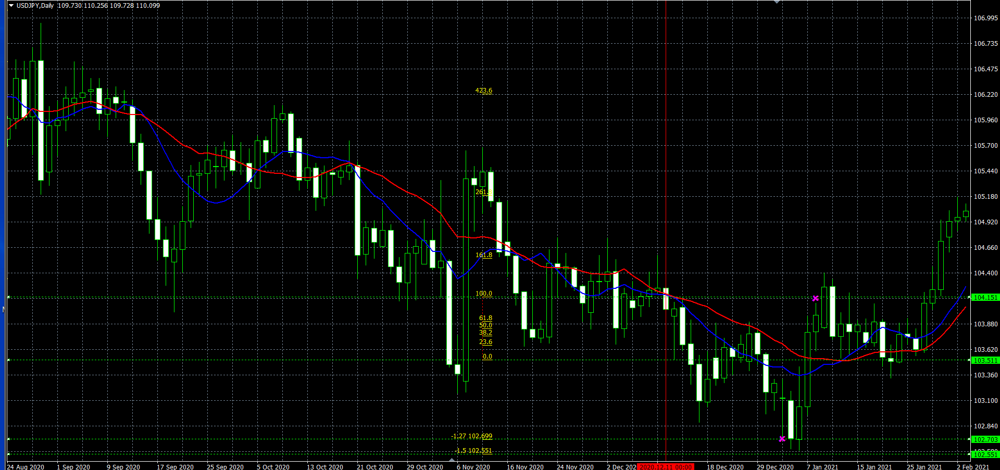 USDJPY,Daily 109.730 110.256 109.728 110.099
106.995
106.735
106.475
106.220
105.960
105.700
105.440
105.180
104.920
104.660
104.400
104.151
103.880
103.620
103.511
103.360
103.100
102.840
102.703
102.551
423.6
261.8
161.8
100.0
61.8
50.0
38.2
23.6
0.0
-1.27 102.699
-1.5 102.551
24 Aug 2020
1 Sep 2020
9 Sep 2020
17 Sep 2020
25 Sep 2020
5 Oct 2020
13 Oct 2020
21 Oct 2020
29 Oct 2020
6 Nov 2020
16 Nov 2020
24 Nov 2020
2 Dec 202
2020.12.11 00:00
18 Dec 2020
29 Dec 2020
7 Jan 2021
15 Jan 2021
25 Jan 2021
2 Feb 2021